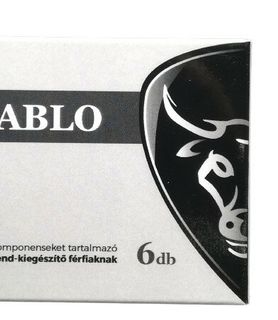 ABLO
omponenseket tartalmazó
end-kiegészítő férfiaknak
6db